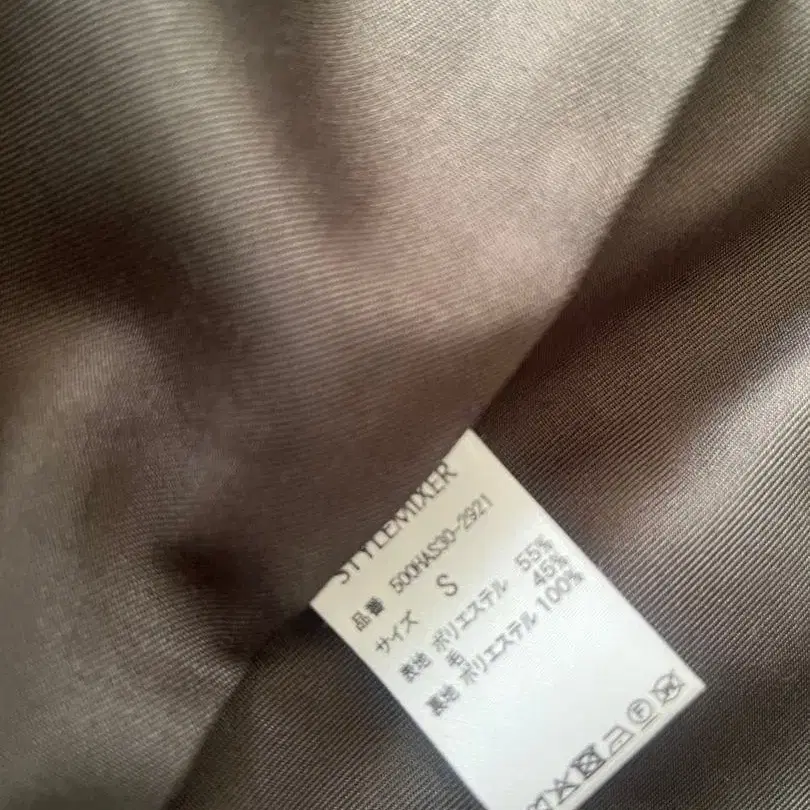 STYLEMIXER
品番 500HAS30-2921
サイズ S
表地 ポリエステル 55%
毛 45%
裏地 ポリエステル 100%